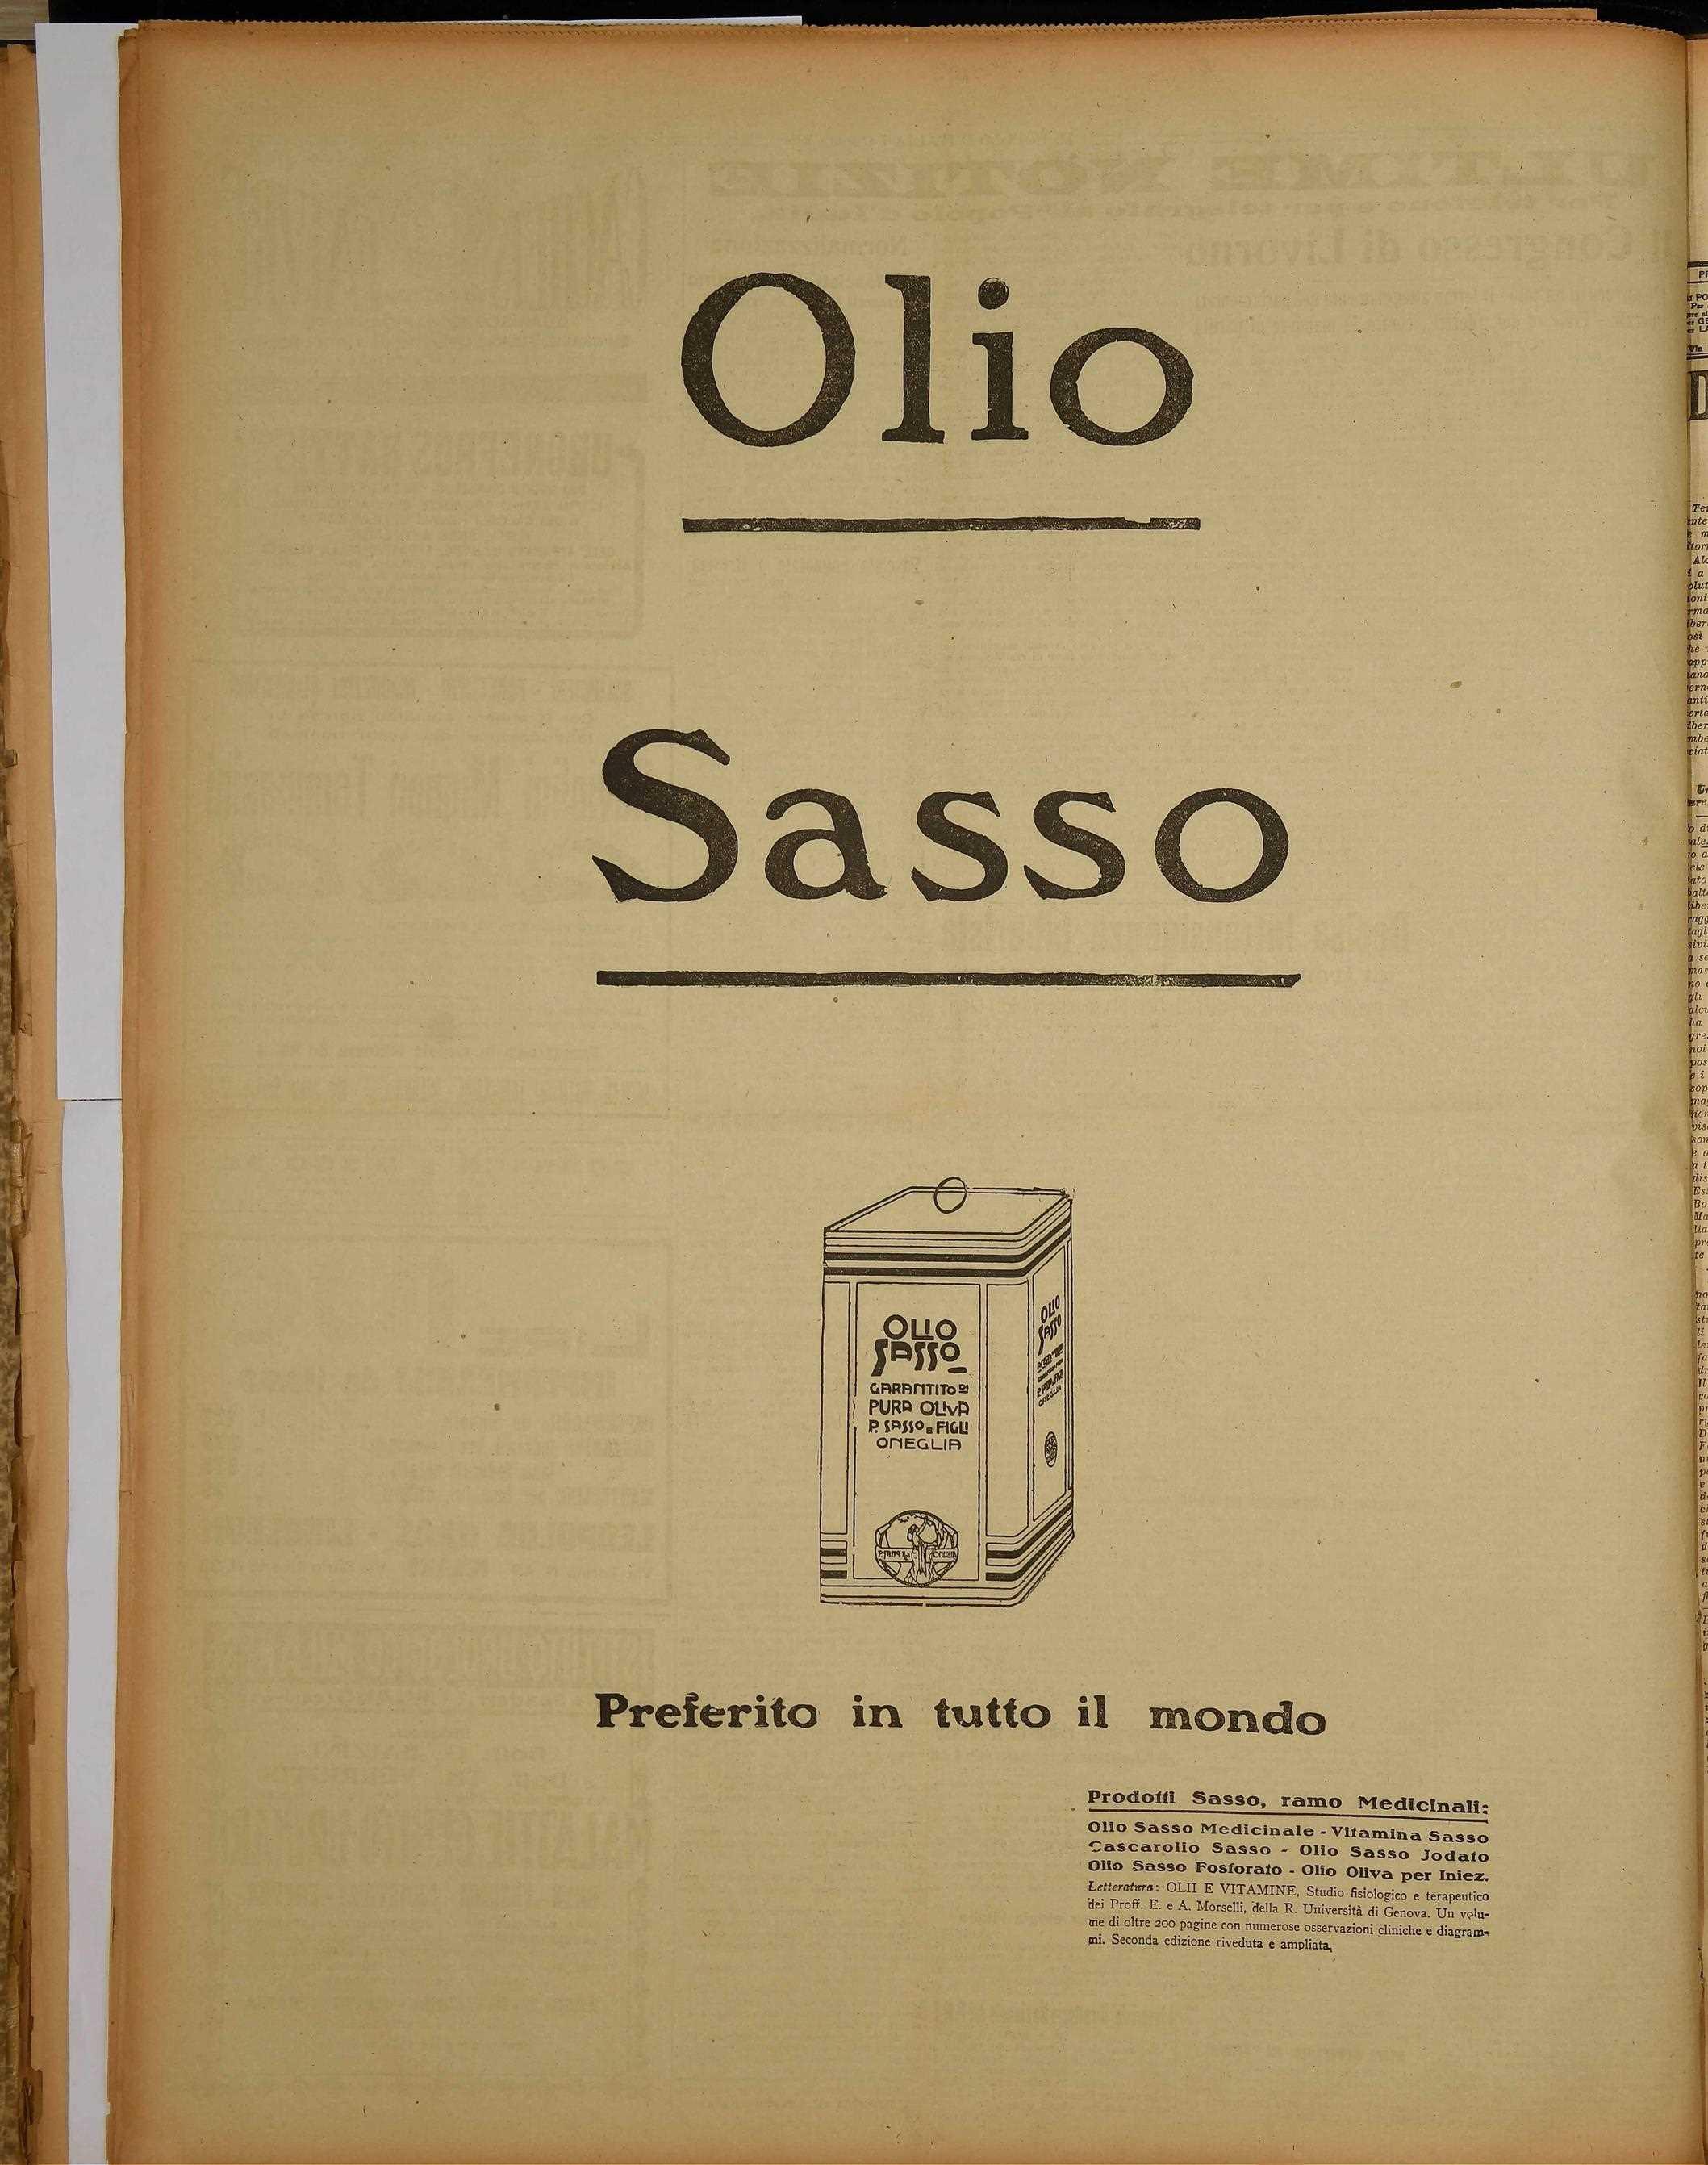 Olio
Sasso
OLIO
SASSO
GARANTITO DI
PURA OLIVA
P. SASSO E FIGLI
ONEGLIA
OLIO
SASSO
Preferito in tutto il mondo
Prodotti Sasso, ramo Medicinali:
Olio Sasso Medicinale - Vitamina Sasso
Cascarolio Sasso - Olio Sasso Jodato
Olio Sasso Fosforato - Olio Oliva per Iniez.
Letteratura: OLII E VITAMINE, Studio fisiologico e terapeutico
dei Proff. E. e A. Morselli, della R. Università di Genova. Un volu-
me di oltre 200 pagine con numerose osservazioni cliniche e diagram-
mi. Seconda edizione riveduta e ampliata,